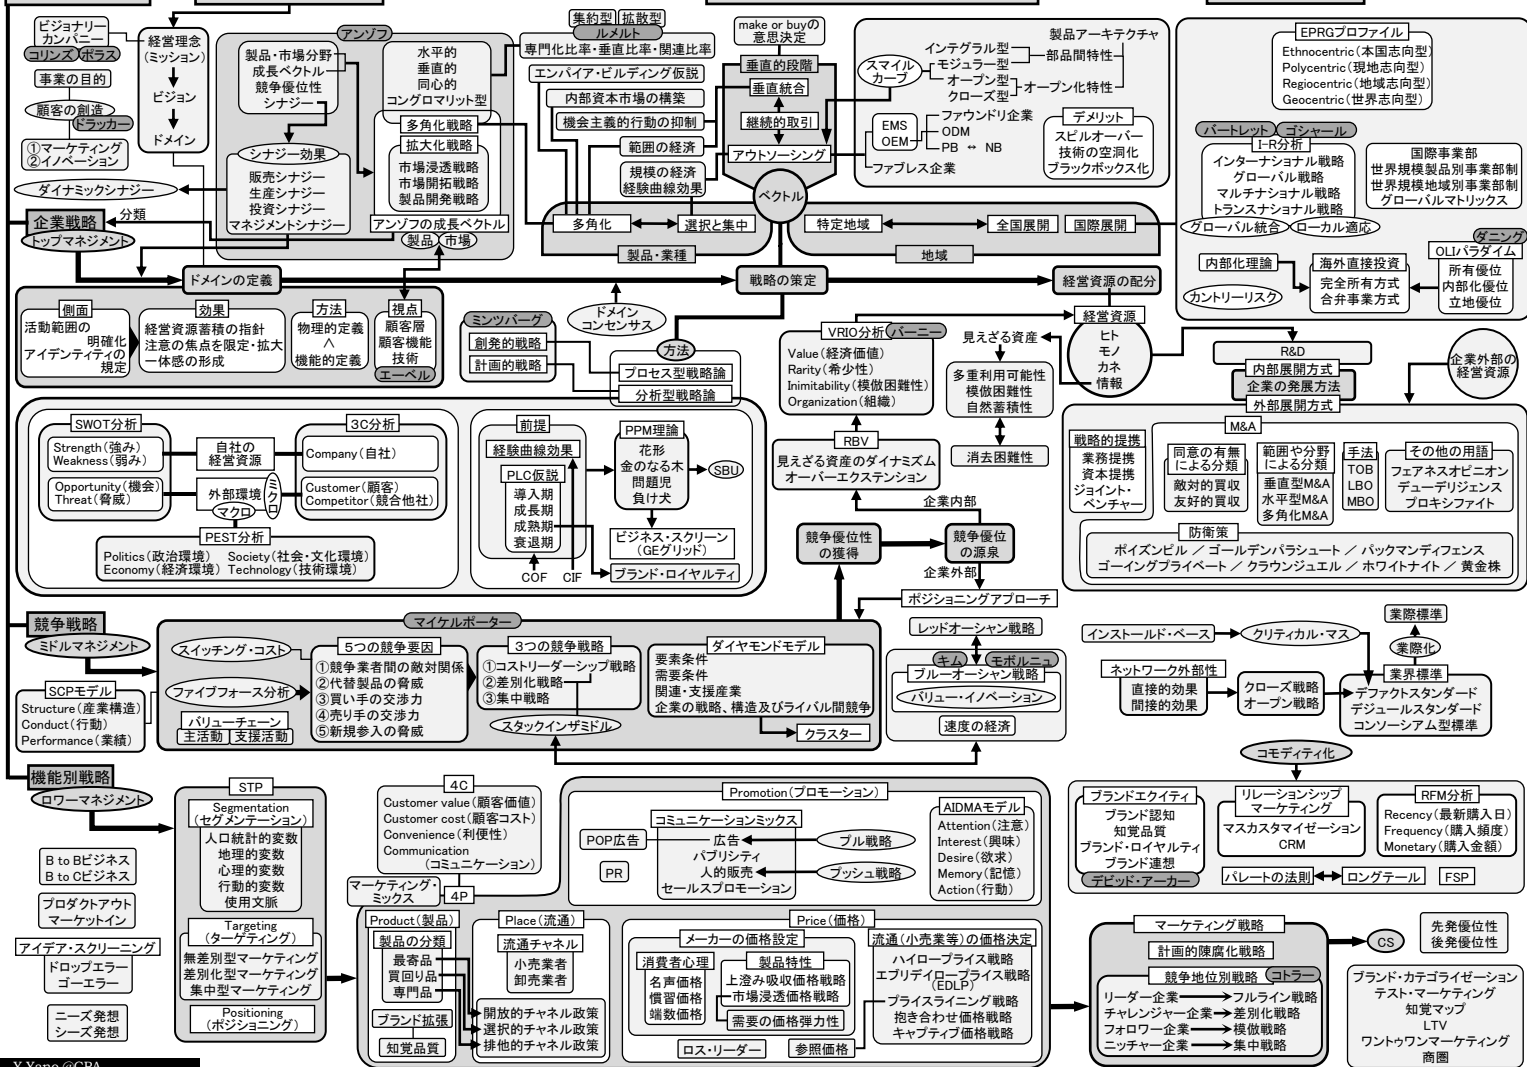 ビジョナリー
カンパニー
コリンズ ポラス
事業の目的
顧客の創造
ドラッカー
①マーケティング
②イノベーション
経営理念
(ミッション)
ビジョン
ドメイン
ダイナミックシナジー
企業戦略
分類
トップマネジメント
アンゾフ
製品・市場分野
成長ベクトル
競争優位性
シナジー
シナジー効果
販売シナジー
生産シナジー
投資シナジー
マネジメントシナジー
水平的
垂直的
同心的
コングロマリット型
多角化戦略
拡大化戦略
市場浸透戦略
市場開拓戦略
製品開発戦略
アンゾフの成長ベクトル
製品 市場
集約型 拡散型
ルメルト
専門化比率・垂直比率・関連比率
エンパイア・ビルディング仮説
内部資本市場の構築
機会主義的行動の抑制
範囲の経済
規模の経済
経験曲線効果
make or buyの
意思決定
垂直的段階
垂直統合
継続的取引
アウトソーシング
ベクトル
多角化
選択と集中
製品・業種
特定地域
全国展開
国際展開
地域
スマイル
カーブ
製品アーキテクチャ
インテグラル型
モジュラー型
部品間特性
オープン型
クローズ型
オープン化特性
EMS
OEM
ファウンドリ企業
ODM
PB ↔ NB
ファブレス企業
デメリット
スピルオーバー
技術の空洞化
ブラックボックス化
EPRGプロファイル
Ethnocentric(本国志向型)
Polycentric(現地志向型)
Regiocentric(地域志向型)
Geocentric(世界志向型)
バートレット ゴシャール
I-R分析
インターナショナル戦略
グローバル戦略
マルチナショナル戦略
トランスナショナル戦略
グローバル統合 ローカル適応
国際事業部
世界規模製品別事業部制
世界規模地域別事業部制
グローバルマトリックス
ダニング
OLIパラダイム
所有優位
内部化優位
立地優位
内部化理論
カントリーリスク
海外直接投資
完全所有方式
合弁事業方式
ドメインの定義
戦略の策定
経営資源の配分
側面
活動範囲の
明確化
アイデンティティの
規定
効果
経営資源蓄積の指針
注意の焦点を限定・拡大
一体感の形成
方法
物理的定義
∧
機能的定義
視点
顧客層
顧客機能
技術
エーベル
ドメイン
コンセンサス
ミンツバーグ
創発的戦略
計画的戦略
方法
プロセス型戦略論
分析型戦略論
VRIO分析
バーニー
Value(経済価値)
Rarity(希少性)
Inimitability(模倣困難性)
Organization(組織)
RBV
見えざる資産のダイナミズム
オーバーエクステンション
見えざる資産
多重利用可能性
模倣困難性
自然蓄積性
消去困難性
経営資源
ヒト
モノ
カネ
情報
R&D
内部展開方式
企業の発展方法
外部展開方式
企業外部の
経営資源
戦略的提携
業務提携
資本提携
ジョイント・
ベンチャー
M&A
同意の有無
による分類
敵対的買収
友好的買収
範囲や分野
による分類
垂直型M&A
水平型M&A
多角化M&A
手法
TOB
LBO
MBO
その他の用語
フェアネスオピニオン
デューデリジェンス
プロキシファイト
防衛策
ポイズンピル ／ ゴールデンパラシュート ／ パックマンディフェンス
ゴーイングプライベート ／ クラウンジュエル ／ ホワイトナイト ／ 黄金株
SWOT分析
Strength(強み)
Weakness(弱み)
Opportunity(機会)
Threat(脅威)
自社の
経営資源
外部環境
ミクロ
マクロ
3C分析
Company(自社)
Customer(顧客)
Competitor(競合他社)
PEST分析
Politics(政治環境) Society(社会・文化環境)
Economy(経済環境) Technology(技術環境)
前提
経験曲線効果
PLC仮説
導入期
成長期
成熟期
衰退期
COF CIF
PPM理論
花形
金のなる木
問題児
負け犬
SBU
ビジネス・スクリーン
(GEグリッド)
ブランド・ロイヤルティ
競争優位性
の獲得
競争優位
の源泉
企業内部
企業外部
ポジショニングアプローチ
競争戦略
ミドルマネジメント
SCPモデル
Structure(産業構造)
Conduct(行動)
Performance(業績)
マイケルポーター
スイッチング・コスト
ファイブフォース分析
バリューチェーン
主活動 支援活動
5つの競争要因
①競争業者間の敵対関係
②代替製品の脅威
③買い手の交渉力
④売り手の交渉力
⑤新規参入の脅威
3つの競争戦略
①コストリーダーシップ戦略
②差別化戦略
③集中戦略
スタックインザミドル
ダイヤモンドモデル
要素条件
需要条件
関連・支援産業
企業の戦略、構造及びライバル間競争
クラスター
レッドオーシャン戦略
キム モボルニュ
ブルーオーシャン戦略
バリュー・イノベーション
速度の経済
インストールド・ベース
クリティカル・マス
業際標準
業際化
業界標準
デファクトスタンダード
デジュールスタンダード
コンソーシアム型標準
ネットワーク外部性
直接的効果
間接的効果
クローズ戦略
オープン戦略
コモディティ化
機能別戦略
ロワーマネジメント
B to Bビジネス
B to Cビジネス
プロダクトアウト
マーケットイン
アイデア・スクリーニング
ドロップエラー
ゴーエラー
ニーズ発想
シーズ発想
STP
Segmentation
(セグメンテーション)
人口統計的変数
地理的変数
心理的変数
行動的変数
使用文脈
Targeting
(ターゲティング)
無差別型マーケティング
差別化型マーケティング
集中型マーケティング
Positioning
(ポジショニング)
4C
Customer value(顧客価値)
Customer cost(顧客コスト)
Convenience(利便性)
Communication
(コミュニケーション)
マーケティング・
ミックス
4P
Promotion(プロモーション)
POP広告
PR
コミュニケーションミックス
広告
パブリシティ
人的販売
セールスプロモーション
プル戦略
プッシュ戦略
AIDMAモデル
Attention(注意)
Interest(興味)
Desire(欲求)
Memory(記憶)
Action(行動)
Product(製品)
製品の分類
最寄品
買回り品
専門品
ブランド拡張
知覚品質
Place(流通)
流通チャネル
小売業者
卸売業者
開放的チャネル政策
選択的チャネル政策
排他的チャネル政策
Price(価格)
メーカーの価格設定
消費者心理
名声価格
慣習価格
端数価格
製品特性
上澄み吸収価格戦略
市場浸透価格戦略
需要の価格弾力性
ロス・リーダー
参照価格
流通(小売業等)の価格決定
ハイロープライス戦略
エブリデイロープライス戦略
(EDLP)
プライスライニング戦略
抱き合わせ価格戦略
キャプティブ価格戦略
ブランドエクイティ
ブランド認知
知覚品質
ブランド・ロイヤルティ
ブランド連想
デビッド・アーカー
リレーションシップ
マーケティング
マスカスタマイゼーション
CRM
RFM分析
Recency(最新購入日)
Frequency(購入頻度)
Monetary(購入金額)
パレートの法則
ロングテール
FSP
マーケティング戦略
計画的陳腐化戦略
競争地位別戦略
コトラー
リーダー企業 フルライン戦略
チャレンジャー企業 差別化戦略
フォロワー企業 模倣戦略
ニッチャー企業 集中戦略
CS
先発優位性
後発優位性
ブランド・カテゴライゼーション
テスト・マーケティング
知覚マップ
LTV
ワントゥワンマーケティング
商圏